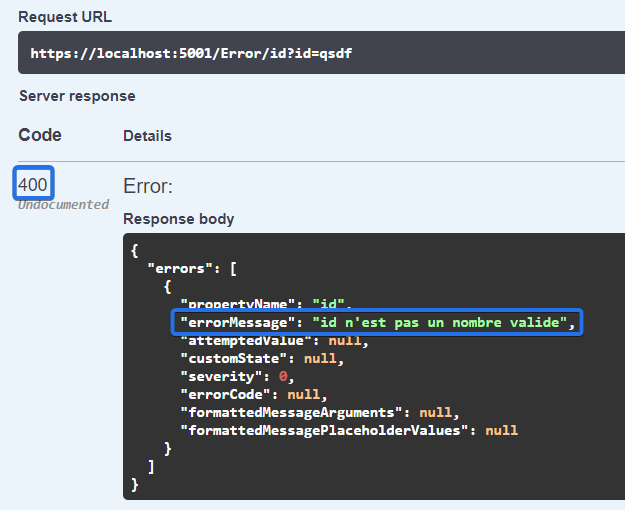 Request URL
https://localhost:5001/Error/id?id=qsdf
Server response
Code Details
400 Error:
Undocumented
Response body
{
"errors": [
{
"propertyName": "id",
"errorMessage": "id n'est pas un nombre valide",
"attemptedValue": null,
"customState": null,
"severity": 0,
"errorCode": null,
"formattedMessageArguments": null,
"formattedMessagePlaceholderValues": null
}
]
}